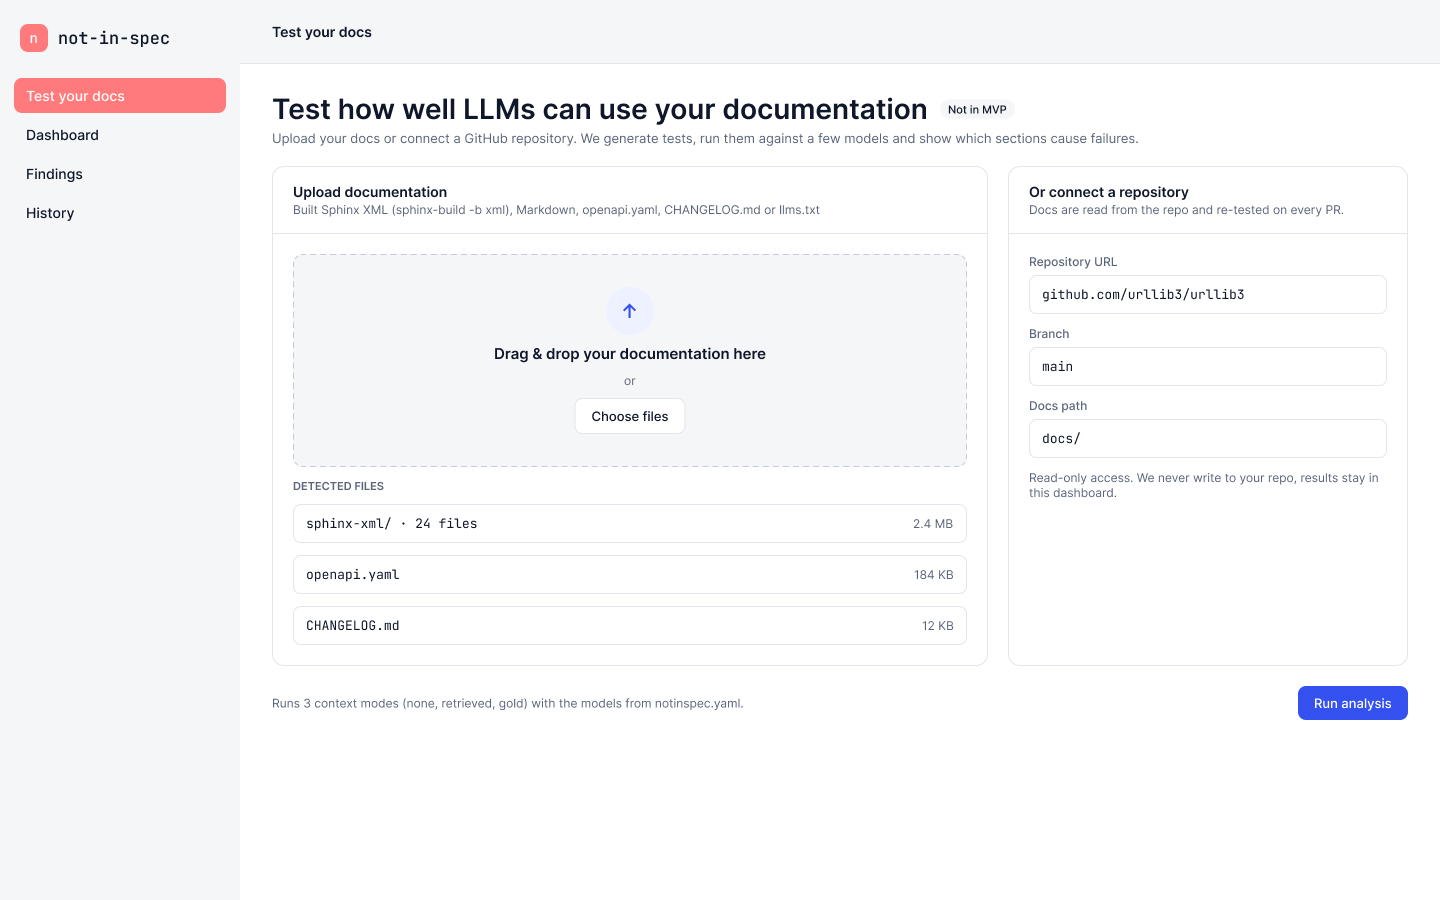 n not-in-spec
Test your docs
Dashboard
Findings
History
Test your docs
Test how well LLMs can use your documentation Not in MVP
Upload your docs or connect a GitHub repository. We generate tests, run them against a few models and show which sections cause failures.
Upload documentation
Built Sphinx XML (sphinx-build -b xml), Markdown, openapi.yaml, CHANGELOG.md or llms.txt
Drag & drop your documentation here
or
Choose files
DETECTED FILES
sphinx-xml/ · 24 files 2.4 MB
openapi.yaml 184 KB
CHANGELOG.md 12 KB
Or connect a repository
Docs are read from the repo and re-tested on every PR.
Repository URL
github.com/urllib3/urllib3
Branch
main
Docs path
docs/
Read-only access. We never write to your repo, results stay in
this dashboard.
Runs 3 context modes (none, retrieved, gold) with the models from notinspec.yaml.
Run analysis